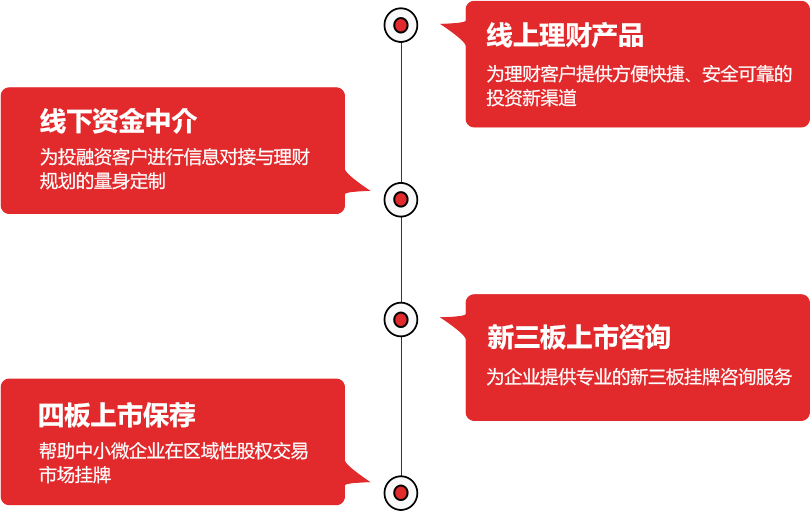 线上理财产品
为理财客户提供方便快捷、安全可靠的
投资新渠道
线下资金中介
为投融资客户进行信息对接与理财
规划的量身定制
新三板上市咨询
为企业提供专业的新三板挂牌咨询服务
四板上市保荐
帮助中小微企业在区域性股权交易
市场挂牌